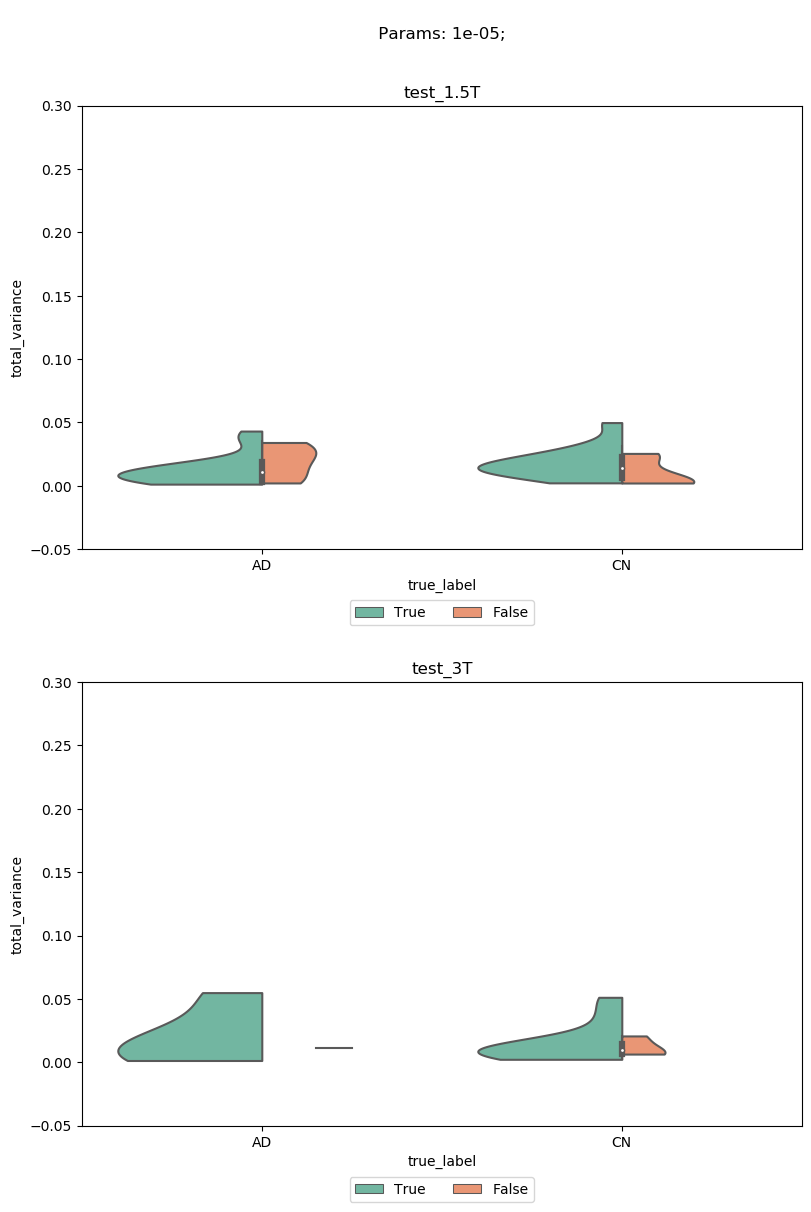 Params: 1e-05;
test_1.5T
0.30
0.25
0.20
0.15
0.10
0.05
0.00
−0.05
total_variance
AD CN
true_label
True False
test_3T
0.30
0.25
0.20
0.15
0.10
0.05
0.00
−0.05
total_variance
AD CN
true_label
True False